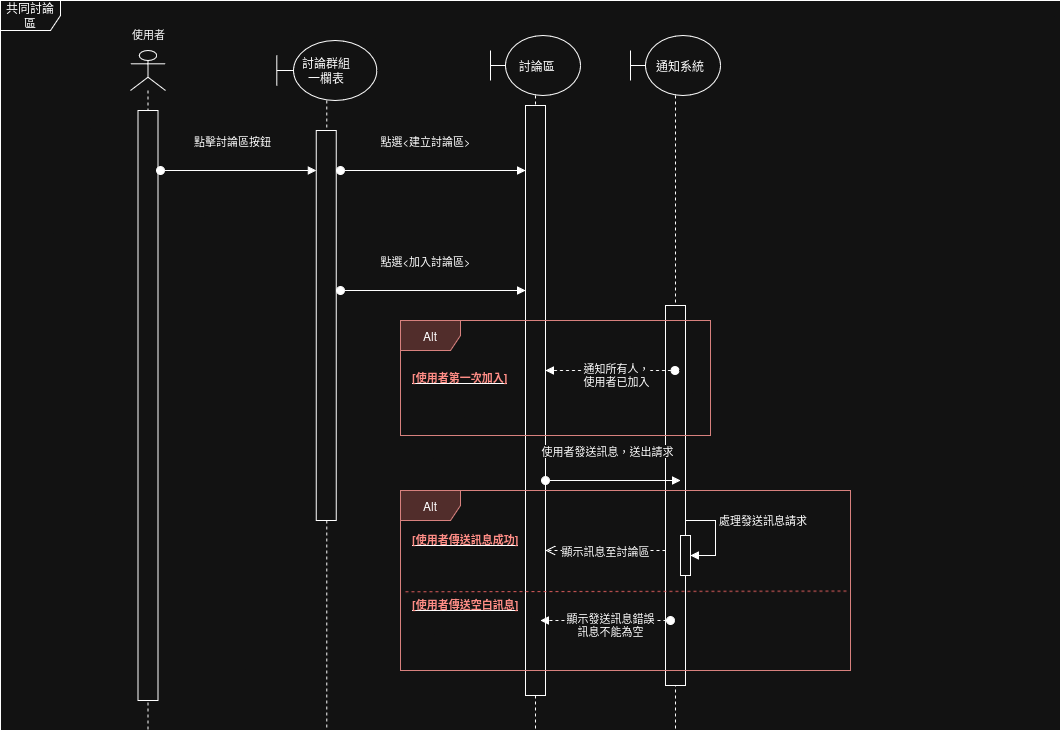 共同討論
區
使用者
討論群組
一欄表
討論區
通知系統
點擊討論區按鈕
點選<建立討論區>
點選<加入討論區>
Alt
[使用者第一次加入]
通知所有人，
使用者已加入
使用者發送訊息，送出請求
Alt
處理發送訊息請求
[使用者傳送訊息成功]
顯示訊息至討論區
[使用者傳送空白訊息]
顯示發送訊息錯誤
訊息不能為空